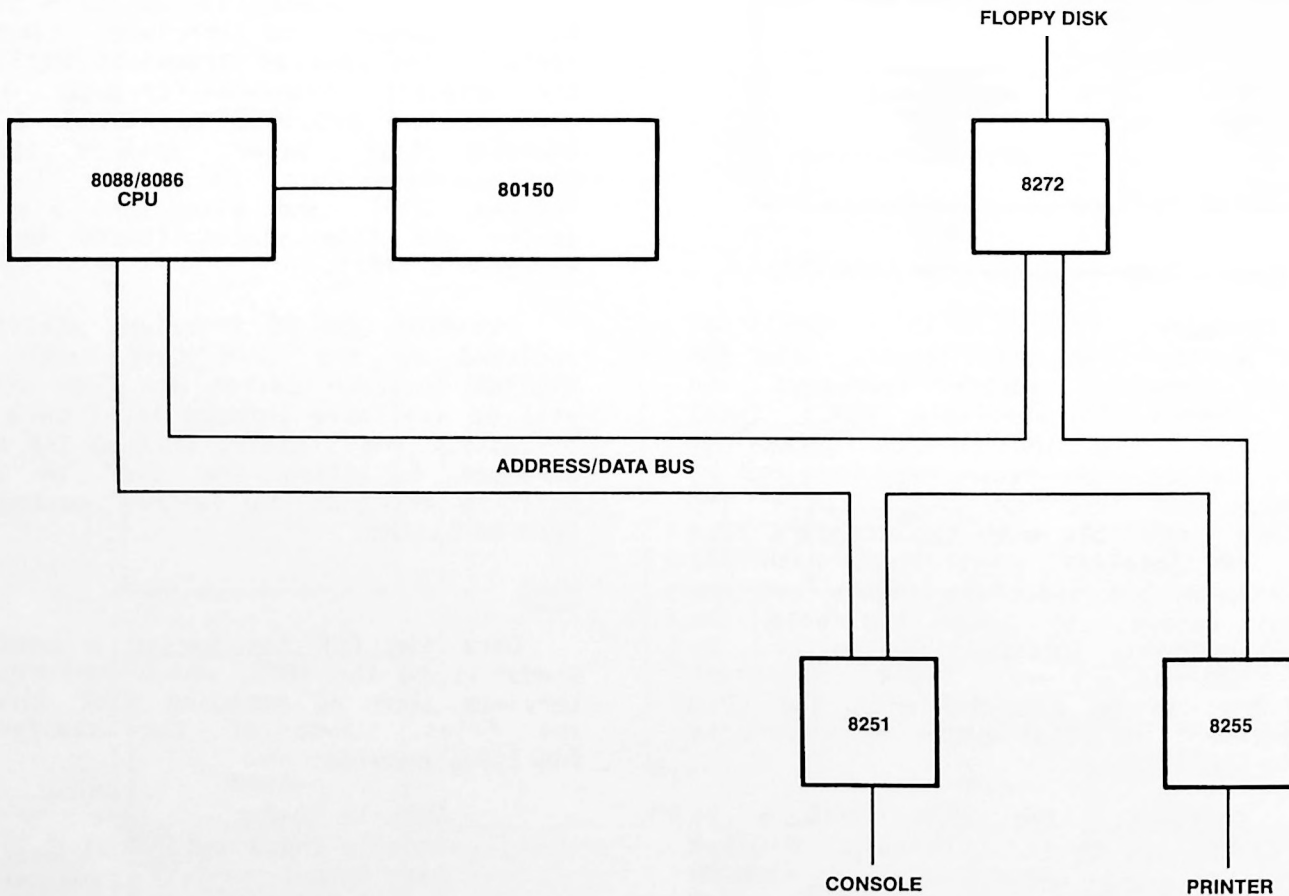 FLOPPY DISK
8088/8086
CPU
80150
8272
ADDRESS/DATA BUS
8251
8255
CONSOLE
PRINTER